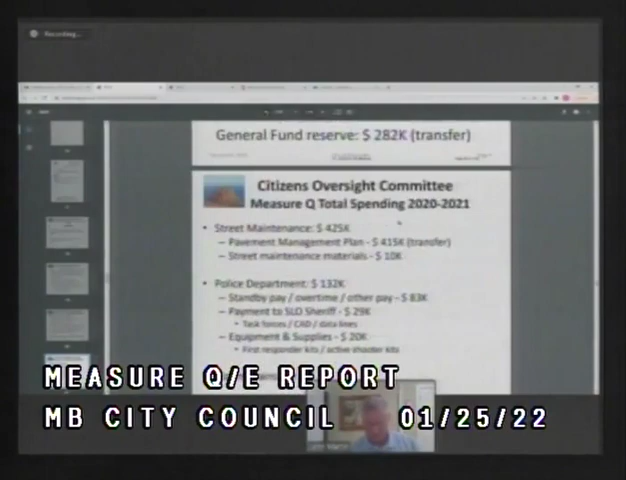 Recording...
General Fund reserve: $ 282K (transfer)
Citizens Oversight Committee
Measure Q Total Spending 2020-2021
• Street Maintenance: $ 425K
– Pavement Management Plan - $ 415K (transfer)
– Street maintenance materials - $ 10K
• Police Department: $ 132K
– Standby pay / overtime / other pay - $ 83K
– Payment to SLO Sheriff - $ 29K
• Task forces / CAD / data lines
– Equipment & Supplies - $ 20K
• First responder kits / active shooter kits
MEASURE Q/E REPORT
MB CITY COUNCIL 01/25/22